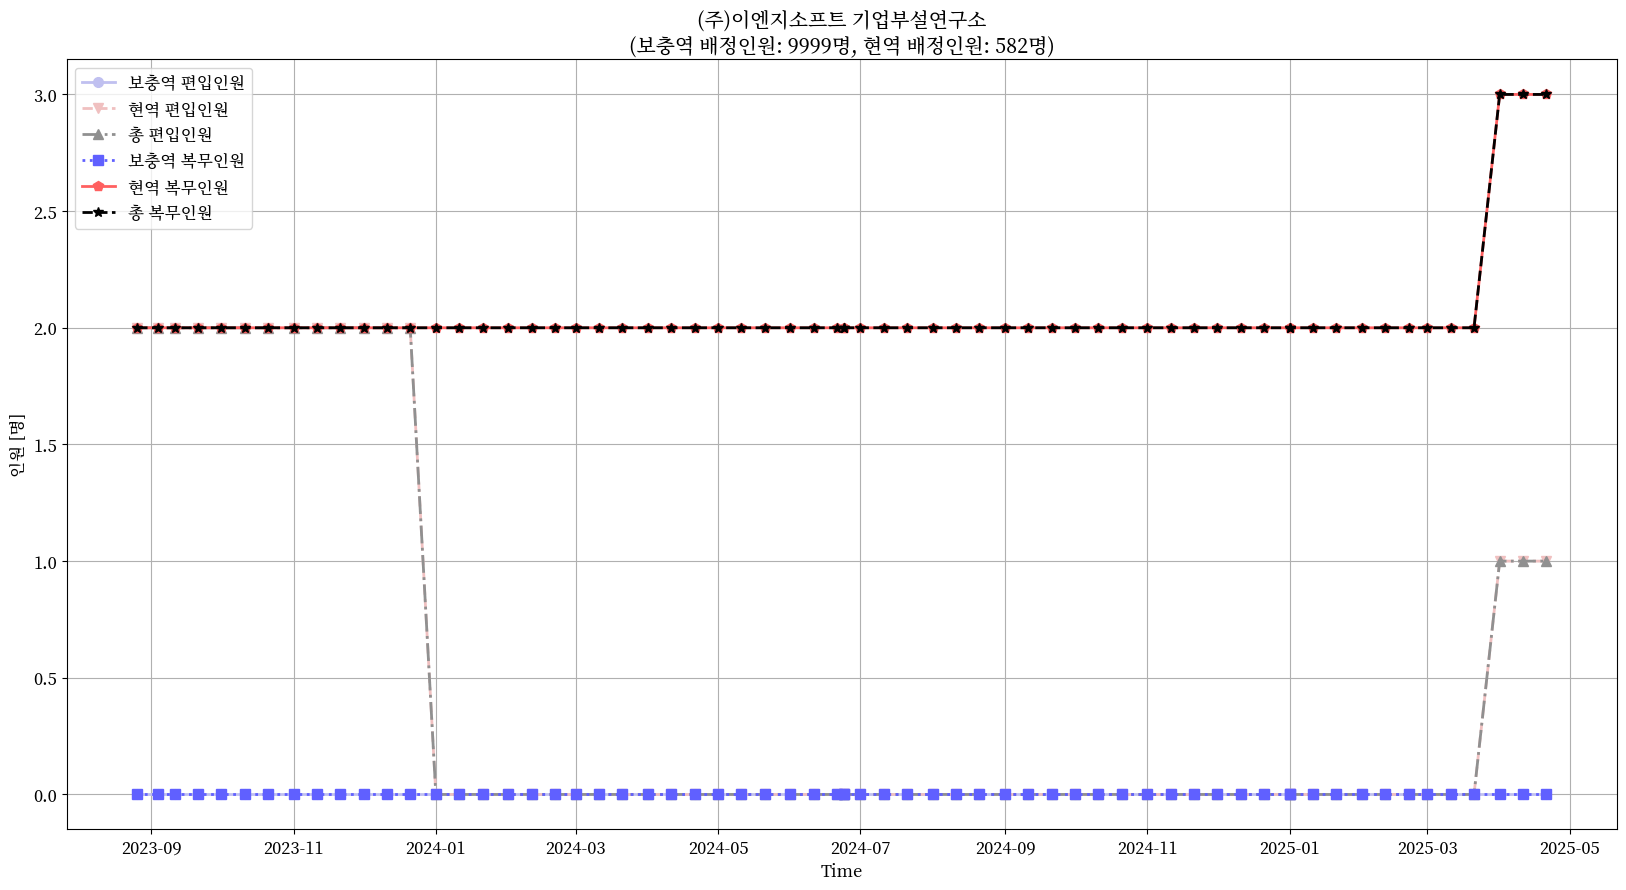 (주)이엔지소프트 기업부설연구소
(보충역 배정인원: 9999명, 현역 배정인원: 582명)
보충역 편입인원
현역 편입인원
총 편입인원
보충역 복무인원
현역 복무인원
총 복무인원
인원 [명]
3.0
2.5
2.0
1.5
1.0
0.5
0.0
2023-09
2023-11
2024-01
2024-03
2024-05
2024-07
2024-09
2024-11
2025-01
2025-03
2025-05
Time